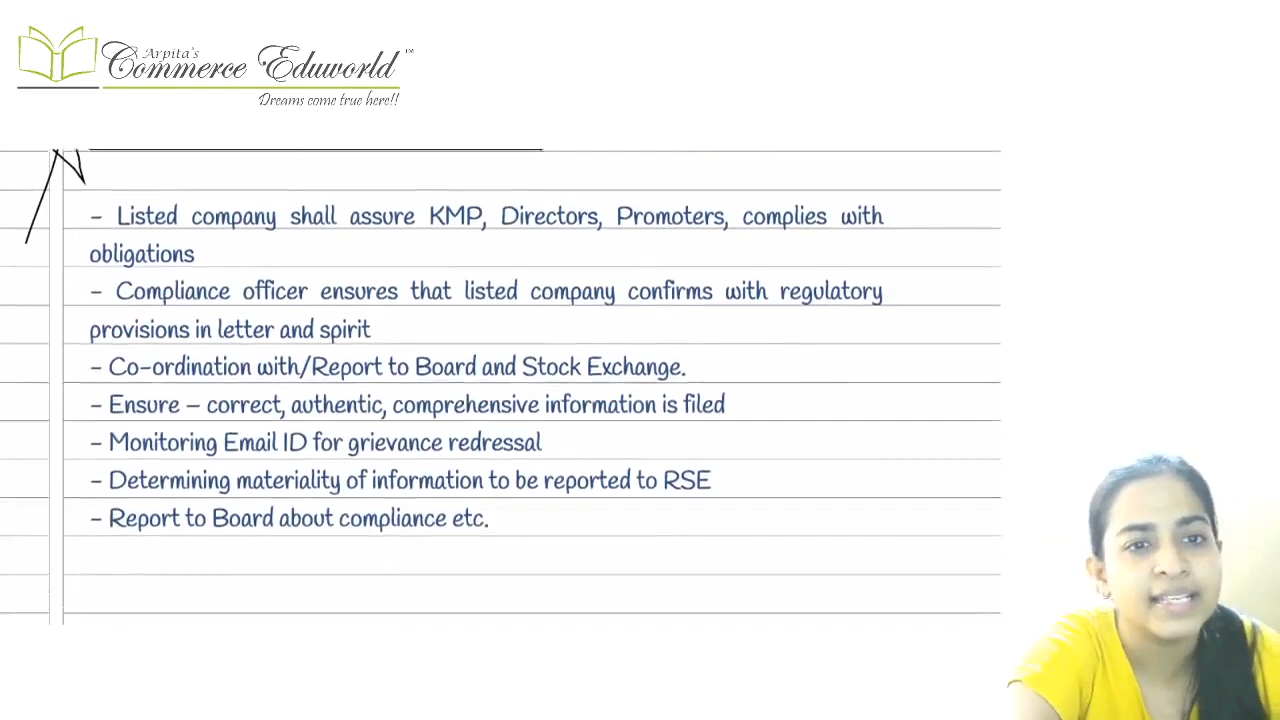 Arpita's
Commerce Eduworld™
Dreams come true here!!
- Listed company shall assure KMP, Directors, Promoters, complies with
obligations
- Compliance officer ensures that listed company confirms with regulatory
provisions in letter and spirit
- Co-ordination with/Report to Board and Stock Exchange.
- Ensure – correct, authentic, comprehensive information is filed
- Monitoring Email ID for grievance redressal
- Determining materiality of information to be reported to RSE
- Report to Board about compliance etc.